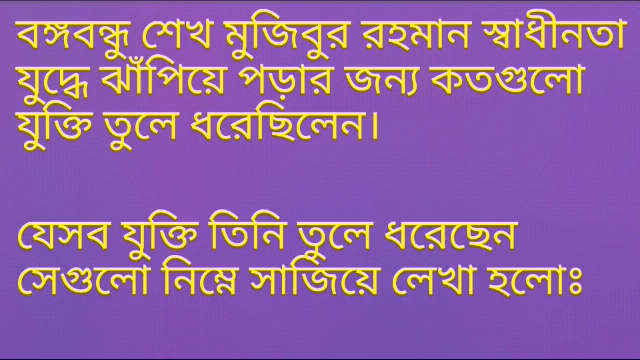 বঙ্গবন্ধু শেখ মুজিবুর রহমান স্বাধীনতা
যুদ্ধে ঝাঁপিয়ে পড়ার জন্য কতগুলো
যুক্তি তুলে ধরেছিলেন।
যেসব যুক্তি তিনি তুলে ধরেছেন
সেগুলো নিম্নে সাজিয়ে লেখা হলোঃ